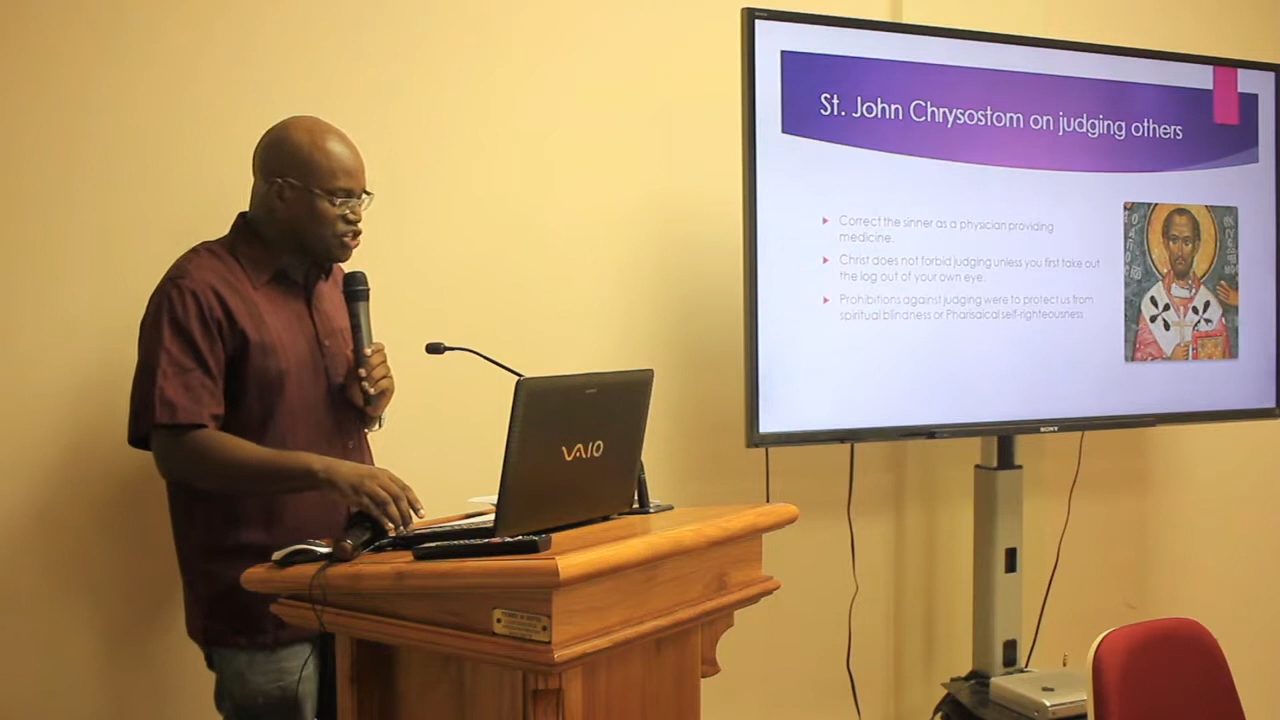 St. John Chrysostom on judging others
Correct the sinner as a physician providing
medicine.
Christ does not forbid judging unless you first take out
the log out of your own eye.
Prohibitions against judging were to protect us from
spiritual blindness or Pharisaical self-righteousness
SONY
VAIO